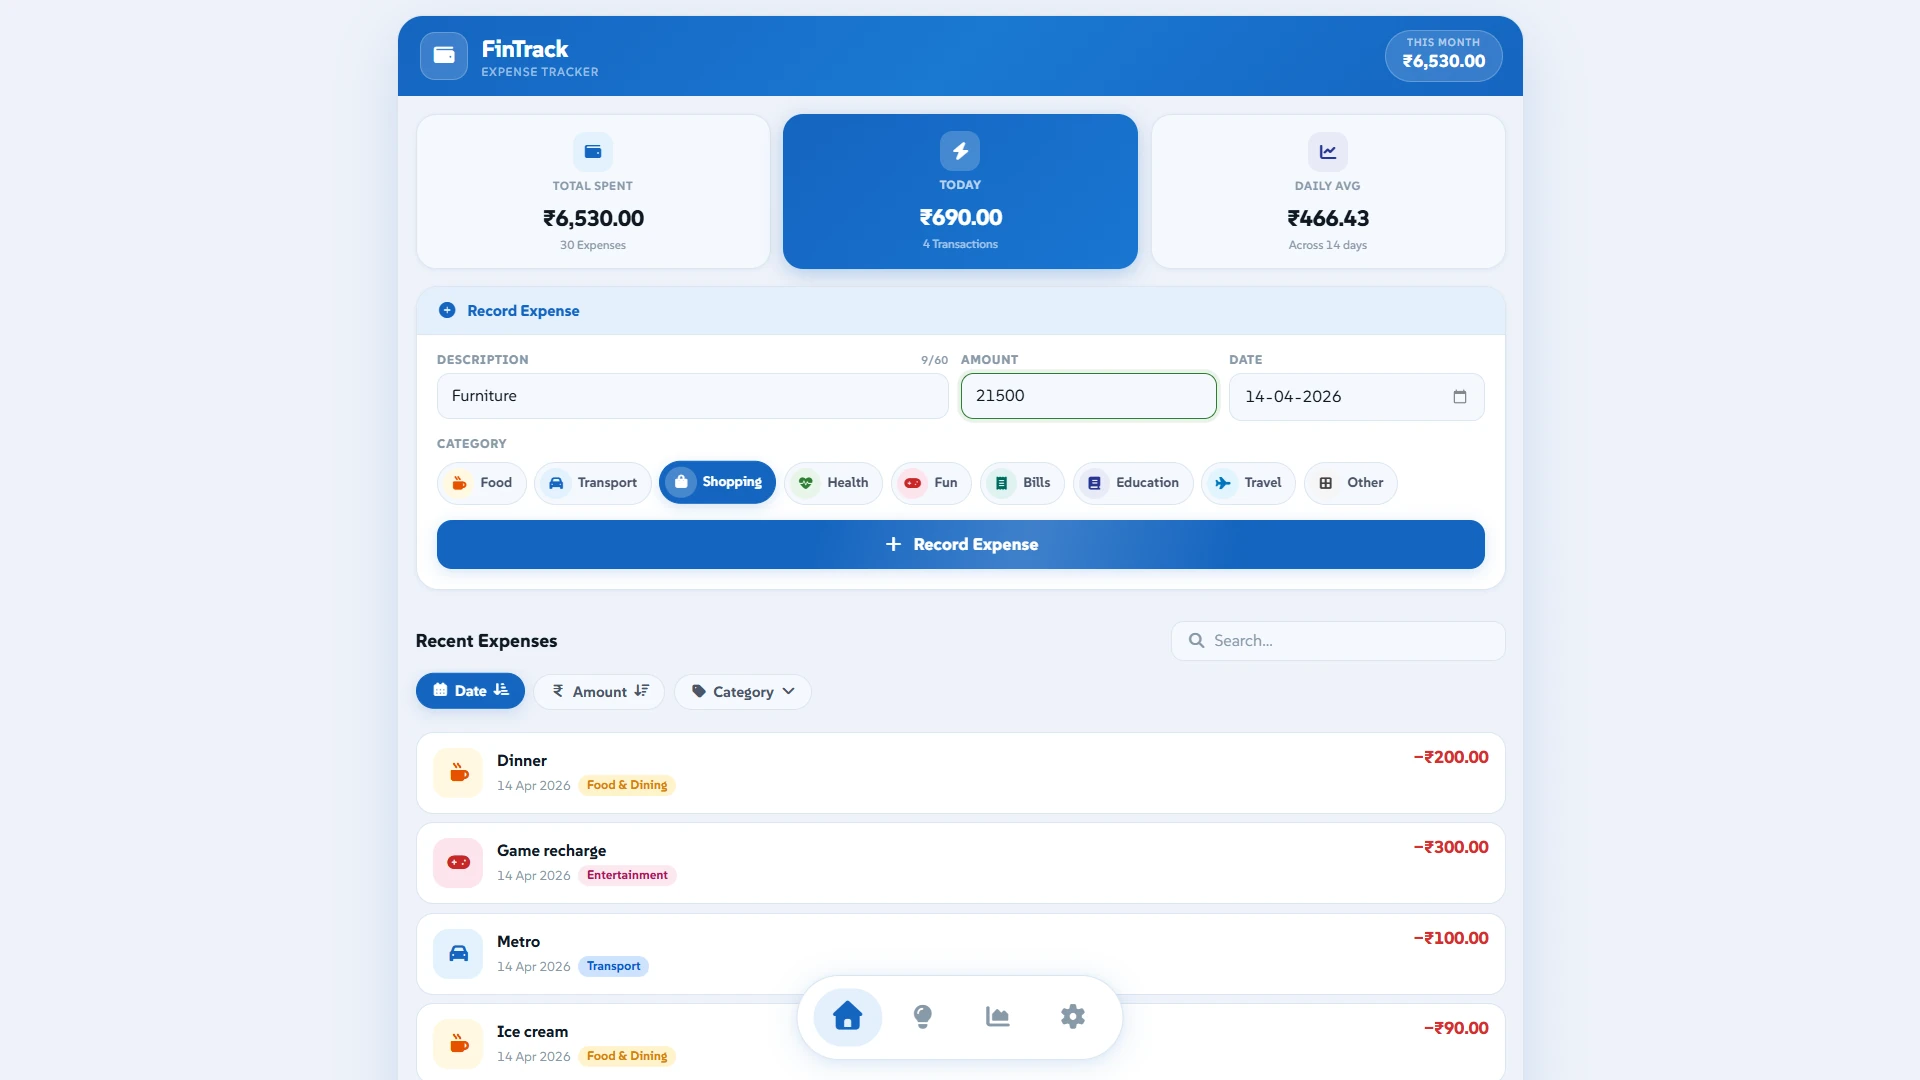 FinTrack
EXPENSE TRACKER
THIS MONTH
₹6,530.00
TOTAL SPENT
₹6,530.00
30 Expenses
TODAY
₹690.00
4 Transactions
DAILY AVG
₹466.43
Across 14 days
Record Expense
DESCRIPTION 9/60
Furniture
AMOUNT
21500
DATE
14-04-2026
CATEGORY
Food Transport Shopping Health Fun Bills Education Travel Other
Record Expense
Recent Expenses
Search...
Date ₹ Amount Category
Dinner
14 Apr 2026 Food & Dining
−₹200.00
Game recharge
14 Apr 2026 Entertainment
−₹300.00
Metro
14 Apr 2026 Transport
−₹100.00
Ice cream
14 Apr 2026 Food & Dining
−₹90.00